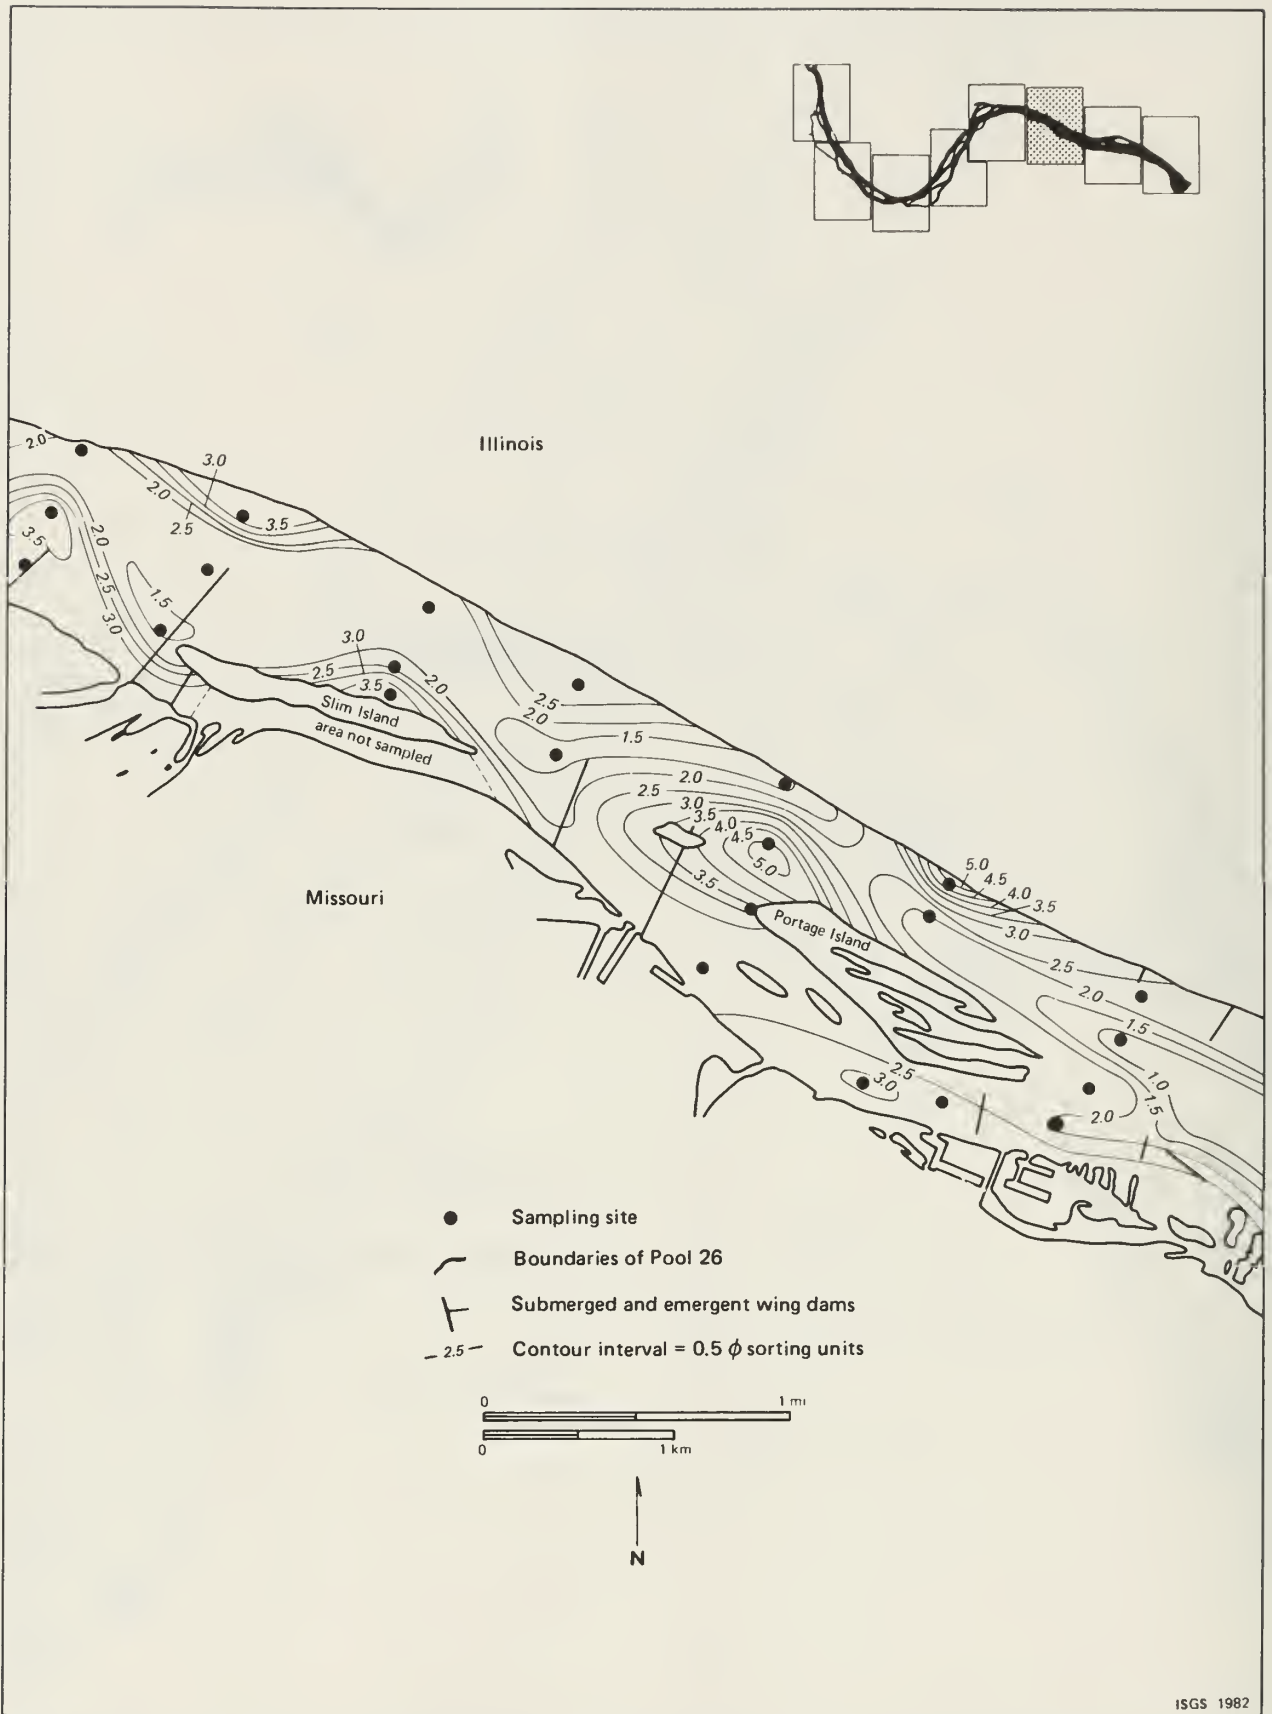 Illinois
2.0
3.0
2.0
2.5
3.5
3.5
2.0
2.5
3.0
1.5
3.0
2.5
3.5
2.0
Slim Island
area not sampled
2.5
2.0
1.5
2.0
2.5
3.0
3.5
4.0
4.5
5.0
3.5
Missouri
Portage Island
5.0
4.5
4.0
3.5
3.0
2.5
2.0
1.5
1.0
1.5
2.5
3.0
2.0
Sampling site
Boundaries of Pool 26
Submerged and emergent wing dams
2.5 Contour interval = 0.5 ϕ sorting units
0 1 mi
0 1 km
N
ISGS 1982